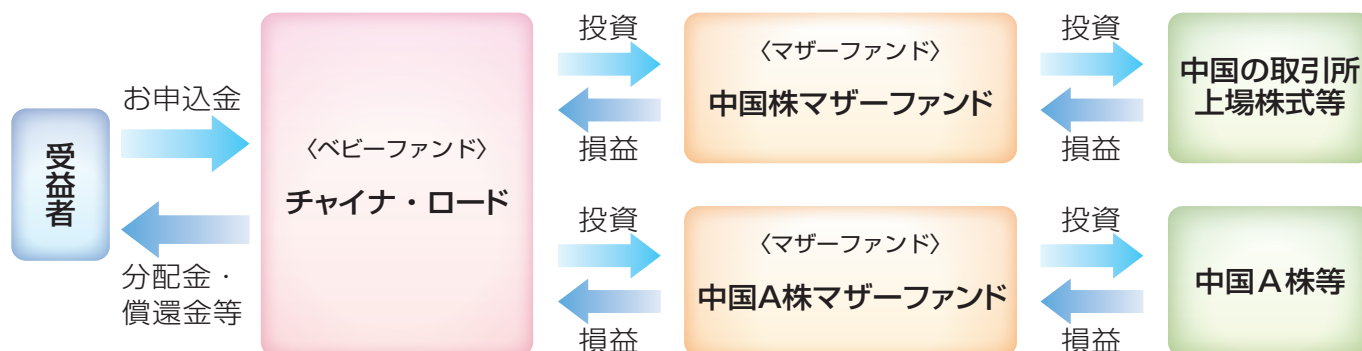 受益者
お申込金
分配金・
償還金等
〈ベビーファンド〉
チャイナ・ロード
投資
損益
〈マザーファンド〉
中国株マザーファンド
投資
損益
中国の取引所
上場株式等
投資
損益
〈マザーファンド〉
中国A株マザーファンド
投資
損益
中国A株等